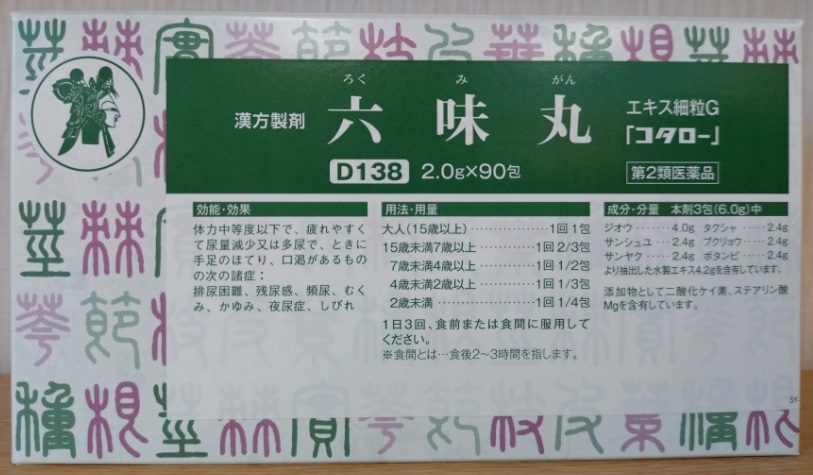 ろく み がん
漢方製剤 六味丸 エキス細粒G
「コタロー」
D138 2.0g×90包 第2類医薬品
効能・効果
体力中等度以下で、疲れやすく
て尿量減少又は多尿で、ときに
手足のほてり、口渇があるもの
の次の諸症：
排尿困難、残尿感、頻尿、むく
み、かゆみ、夜尿症、しびれ
用法・用量
大人(15歳以上)……………1回 1包
15歳未満7歳以上…………1回 2/3包
7歳未満4歳以上…………1回 1/2包
4歳未満2歳以上…………1回 1/3包
2歳未満……………………1回 1/4包
1日3回、食前または食間に服用して
ください。
※食間とは…食後2〜3時間を指します。
成分・分量 本剤3包(6.0g)中
ジオウ……4.0g タクシャ……2.4g
サンシュユ…2.4g ブクリョウ…2.4g
サンヤク……2.4g ボタンピ……2.4g
より抽出した水製エキス4.2gを含有しています。
添加物として二酸化ケイ素、ステアリン酸
Mgを含有しています。
SY-